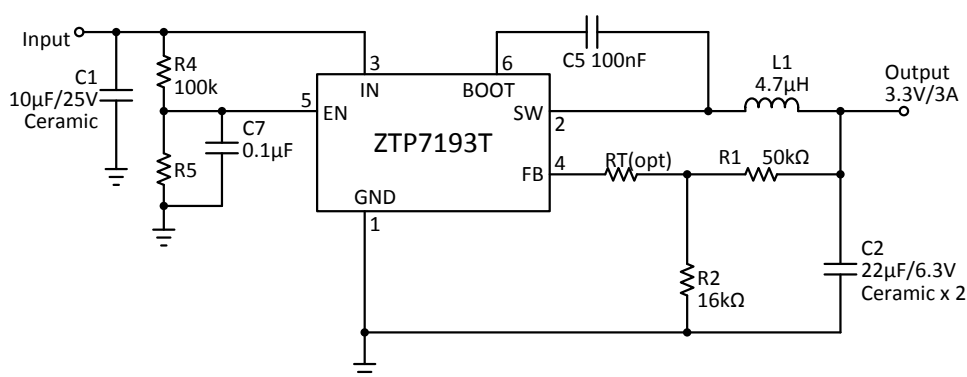 Input
C1
10µF/25V
Ceramic
R4
100k
R5
C7
0.1µF
5
EN
3
IN
6
BOOT
ZTP7193T
SW
2
4
FB
GND
1
C5 100nF
L1
4.7µH
Output
3.3V/3A
RT(opt)
R1
50kΩ
R2
16kΩ
C2
22µF/6.3V
Ceramic x 2